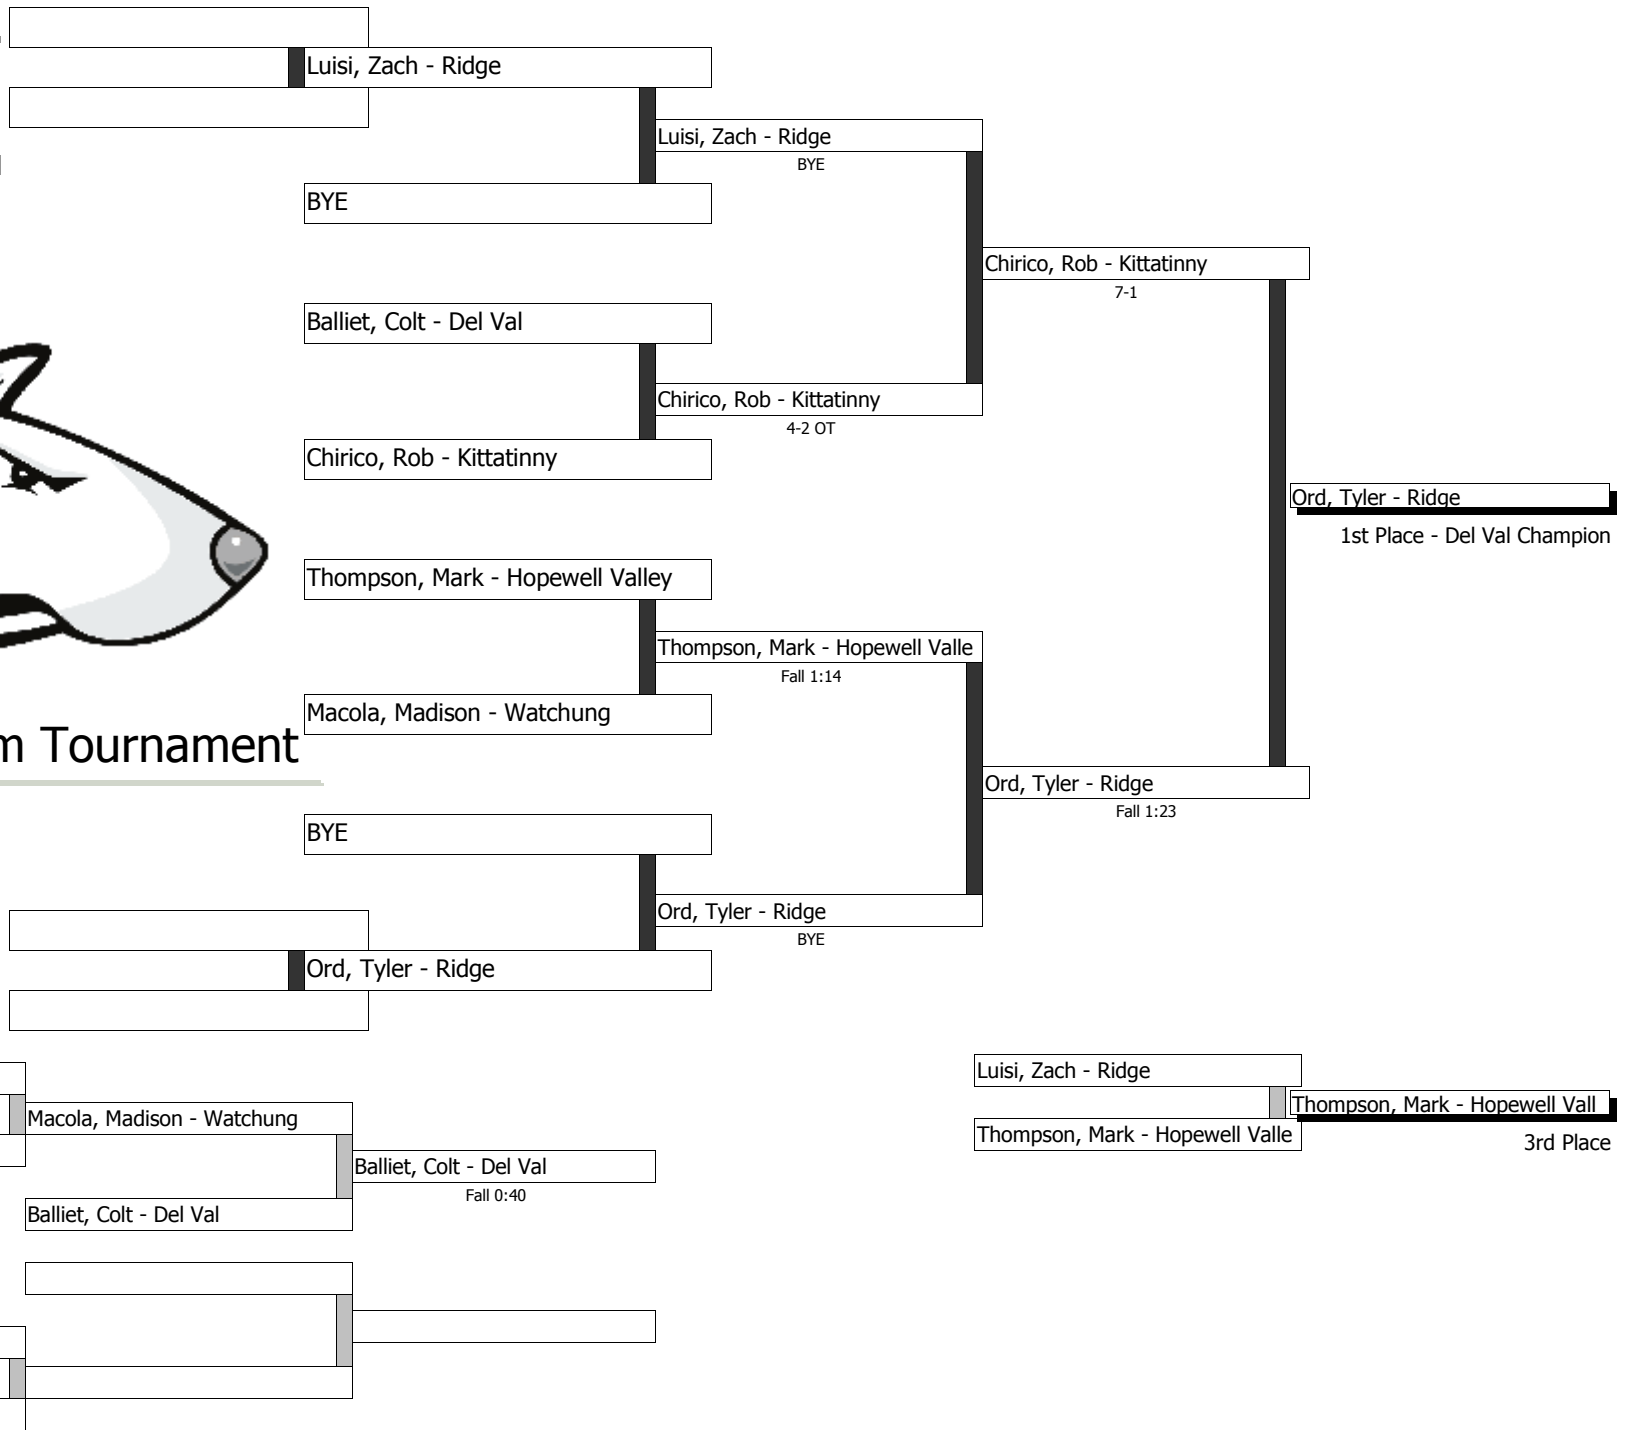 Luisi, Zach - Ridge
Luisi, Zach - Ridge
BYE
BYE
Chirico, Rob - Kittatinny
7-1
Balliet, Colt - Del Val
Chirico, Rob - Kittatinny
4-2 OT
Chirico, Rob - Kittatinny
Ord, Tyler - Ridge
1st Place - Del Val Champion
Thompson, Mark - Hopewell Valley
Thompson, Mark - Hopewell Valle
Fall 1:14
Macola, Madison - Watchung
m Tournament
Ord, Tyler - Ridge
Fall 1:23
BYE
Ord, Tyler - Ridge
BYE
Ord, Tyler - Ridge
Luisi, Zach - Ridge
Thompson, Mark - Hopewell Vall
Thompson, Mark - Hopewell Valle
3rd Place
Macola, Madison - Watchung
Balliet, Colt - Del Val
Fall 0:40
Balliet, Colt - Del Val